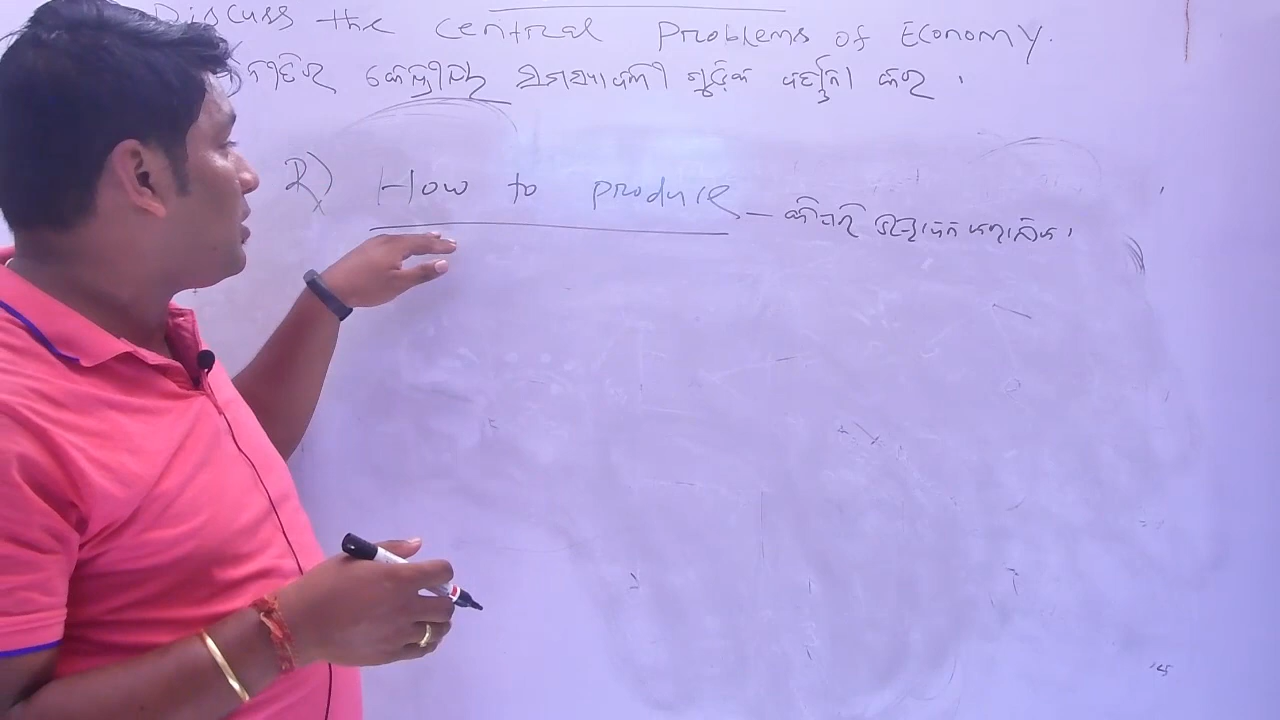 Discuss the central Problems of Economy.
କେନ୍ଦ୍ରୀୟ ସମସ୍ୟାବଳୀ ଗୁଡ଼ିକ ବର୍ଣ୍ଣନା କର ।
2) How to produce — କିପରି ଉତ୍ପାଦନ କରାଯିବ ।